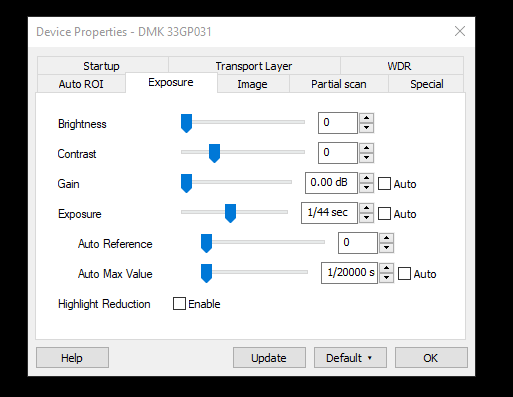 Device Properties - DMK 33GP031
Startup Transport Layer WDR
Auto ROI Exposure Image Partial scan Special
Brightness 0
Contrast 0
Gain 0.00 dB Auto
Exposure 1/44 sec Auto
Auto Reference 0
Auto Max Value 1/20000 s Auto
Highlight Reduction Enable
Help Update Default OK